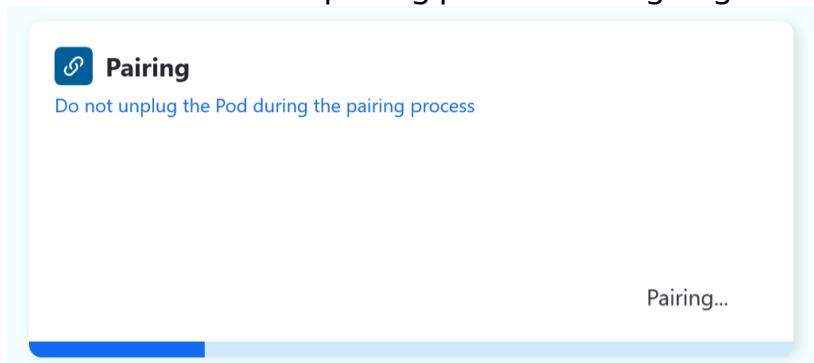 Pairing
Do not unplug the Pod during the pairing process
Pairing...